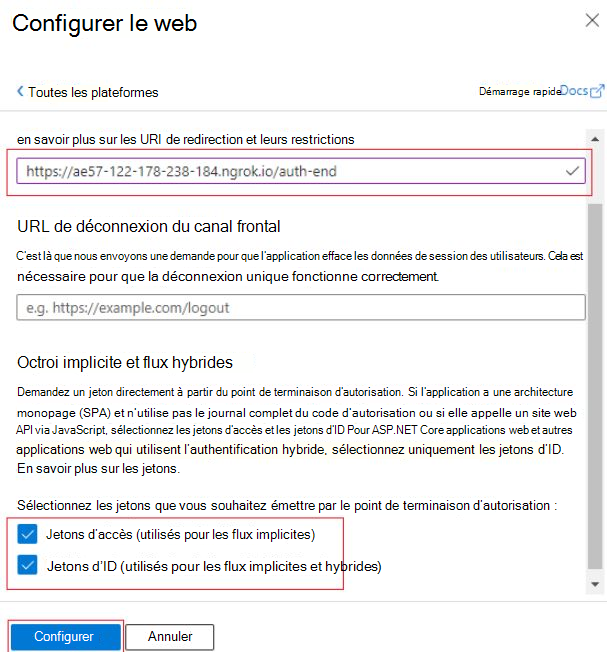 Configurer le web
Toutes les plateformes
Démarrage rapide Docs
en savoir plus sur les URI de redirection et leurs restrictions
https://ae57-122-178-238-184.ngrok.io/auth-end
URL de déconnexion du canal frontal
C'est là que nous envoyons une demande pour que l'application efface les données de session des utilisateurs. Cela est
nécessaire pour que la déconnexion unique fonctionne correctement.
e.g. https://example.com/logout
Octroi implicite et flux hybrides
Demandez un jeton directement à partir du point de terminaison d'autorisation. Si l'application a une architecture
monopage (SPA) et n'utilise pas le journal complet du code d'autorisation ou si elle appelle un site web
API via JavaScript, sélectionnez les jetons d'accès et les jetons d'ID Pour ASP.NET Core applications web et autres
applications web qui utilisent l'authentification hybride, sélectionnez uniquement les jetons d'ID.
En savoir plus sur les jetons.
Sélectionnez les jetons que vous souhaitez émettre par le point de terminaison d'autorisation :
Jetons d'accès (utilisés pour les flux implicites)
Jetons d'ID (utilisés pour les flux implicites et hybrides)
Configurer
Annuler